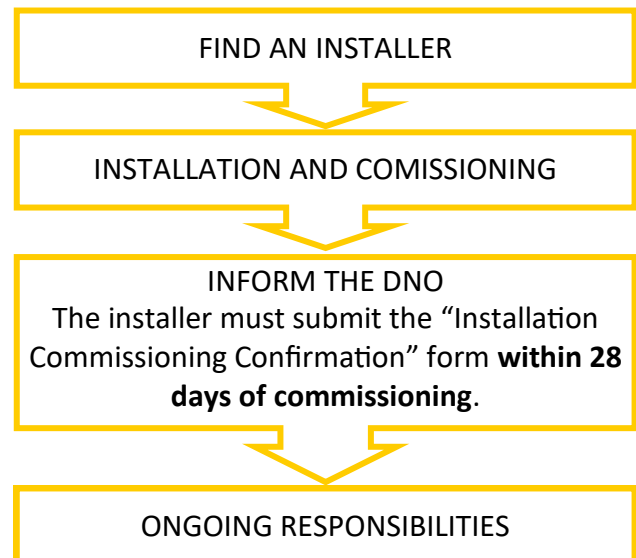 FIND AN INSTALLER
INSTALLATION AND COMISSIONING
INFORM THE DNO
The installer must submit the “Installation
Commissioning Confirmation” form within 28
days of commissioning.
ONGOING RESPONSIBILITIES